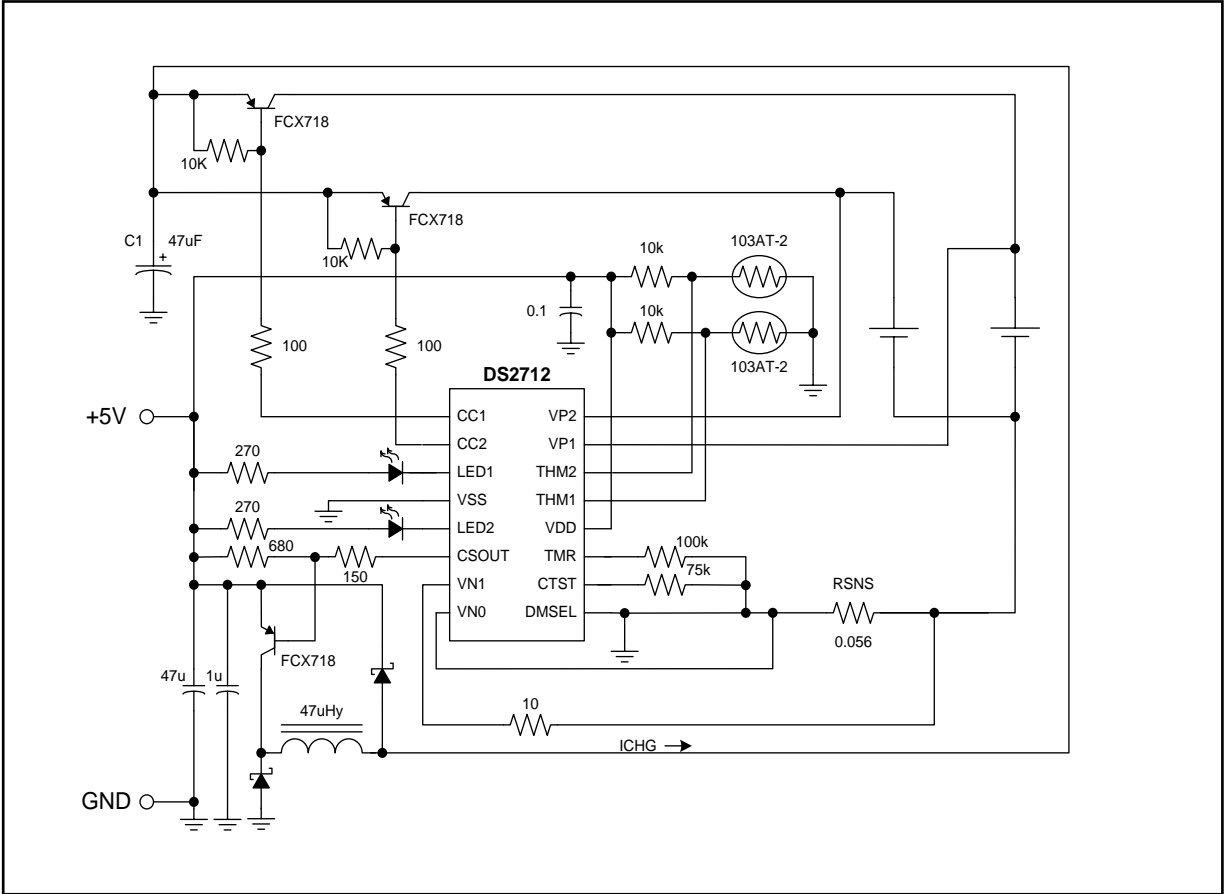 FCX718
10K
FCX718
C1 47uF
+
10K
10k
103AT-2
0.1
10k
100
100
103AT-2
DS2712
+5V
CC1
VP2
CC2
VP1
270
LED1
THM2
VSS
THM1
270
LED2
VDD
680
CSOUT
TMR
100k
150
75k
VN1
CTST
RSNS
VN0
DMSEL
0.056
FCX718
47u
1u
10
47uHy
ICHG
GND